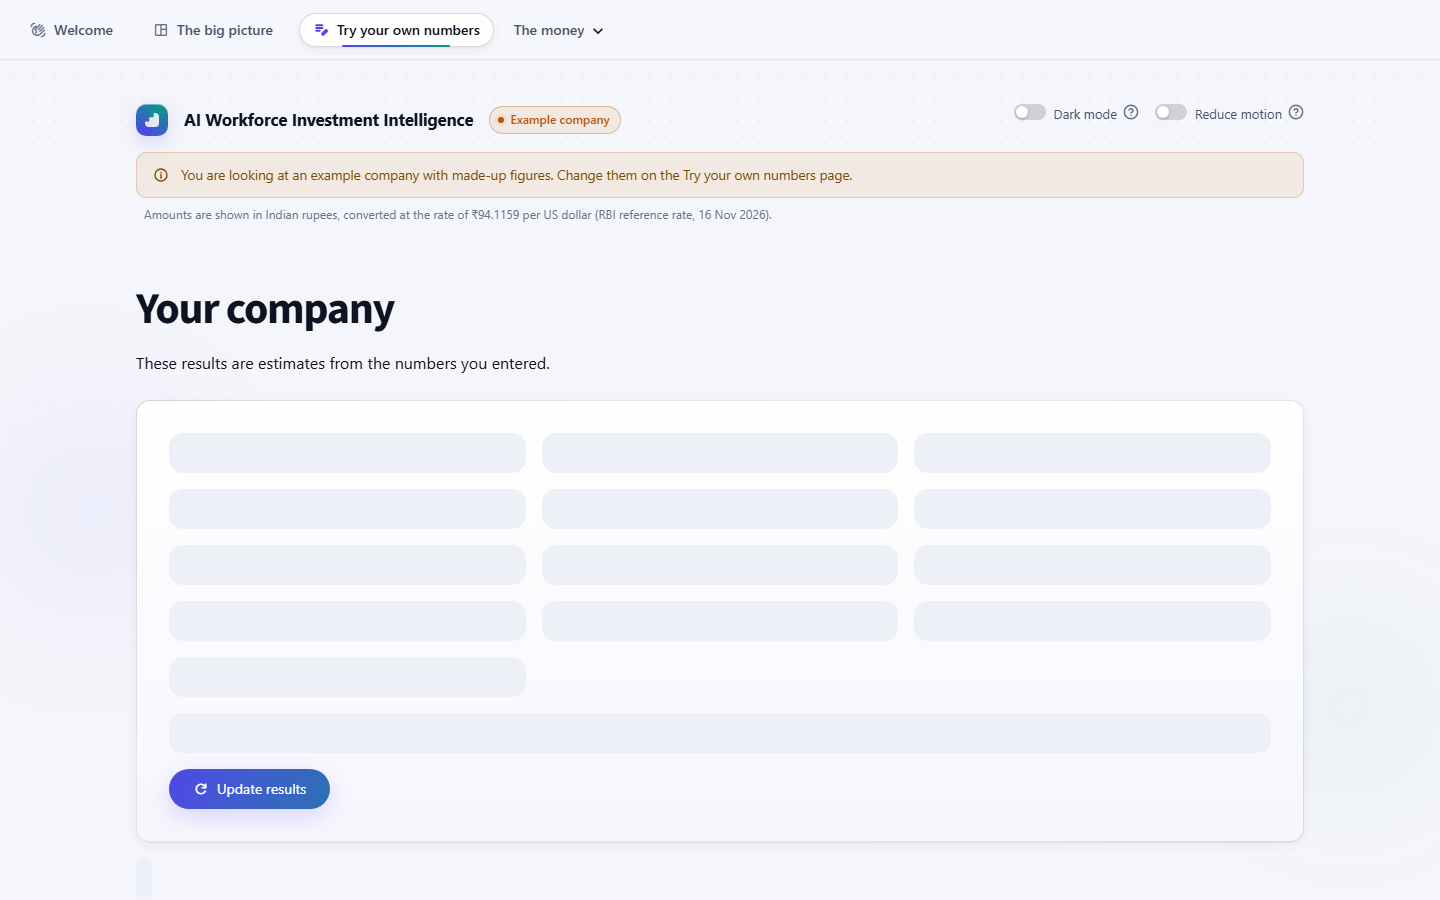 Welcome
The big picture
Try your own numbers
The money
AI Workforce Investment Intelligence
Example company
Dark mode
Reduce motion
You are looking at an example company with made-up figures. Change them on the Try your own numbers page.
Amounts are shown in Indian rupees, converted at the rate of ₹94.1159 per US dollar (RBI reference rate, 16 Nov 2026).
Your company
These results are estimates from the numbers you entered.
Update results